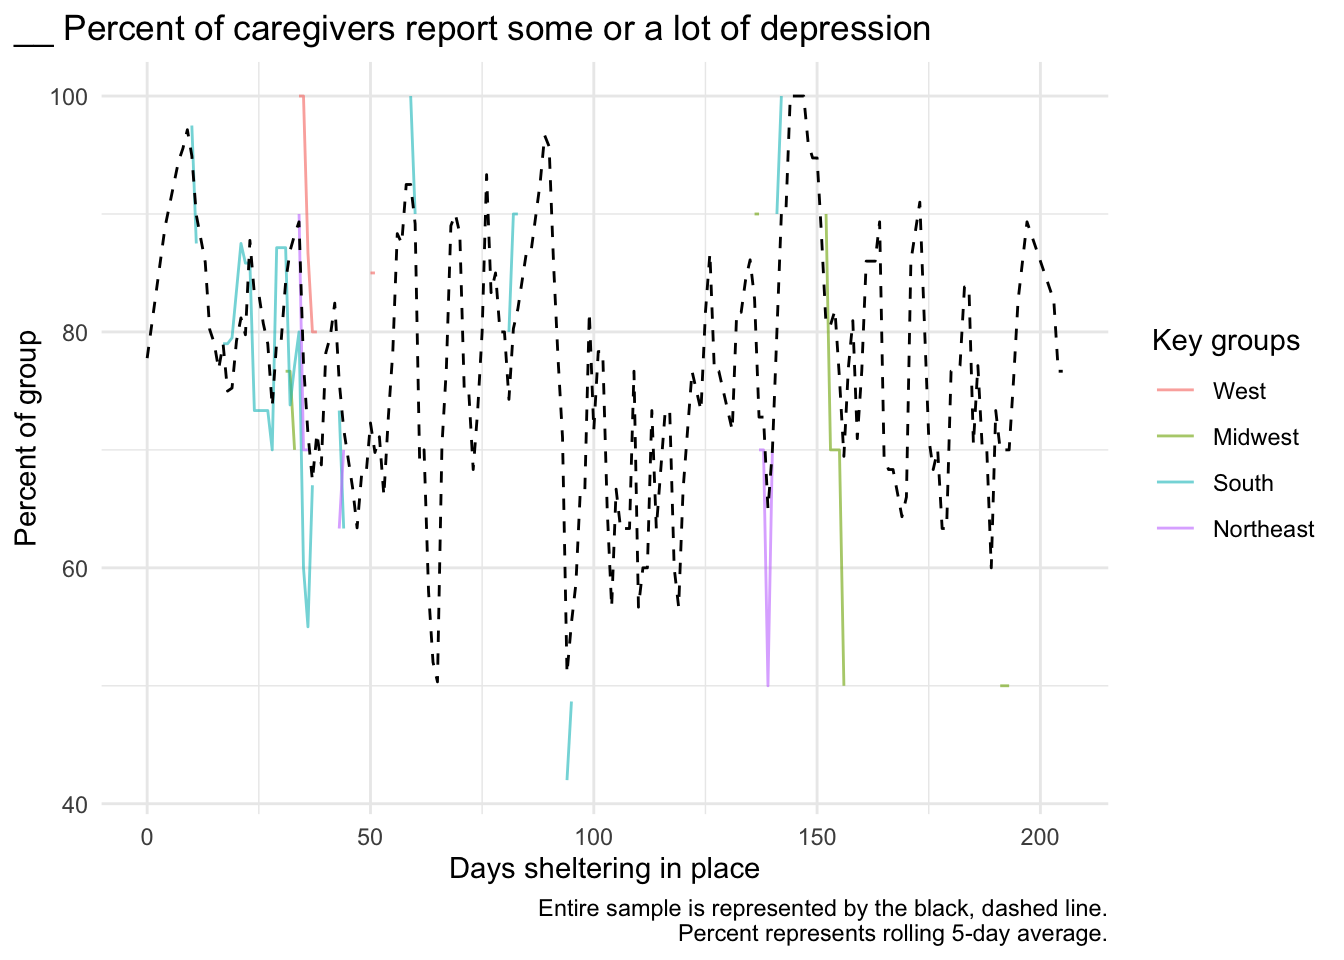 __ Percent of caregivers report some or a lot of depression
100
80
60
40
Percent of group
0 50 100 150 200
Days sheltering in place
Key groups
West
Midwest
South
Northeast
Entire sample is represented by the black, dashed line.
Percent represents rolling 5-day average.